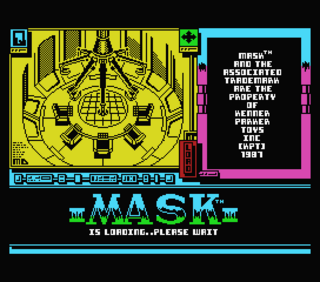 MASK™
AND THE
ASSOCIATED
TRADEMARK
ARE THE
PROPERTY
OF
KENNER
PARKER
TOYS
INC
(KPT)
1987
MASK™
IS LOADING..PLEASE WAIT